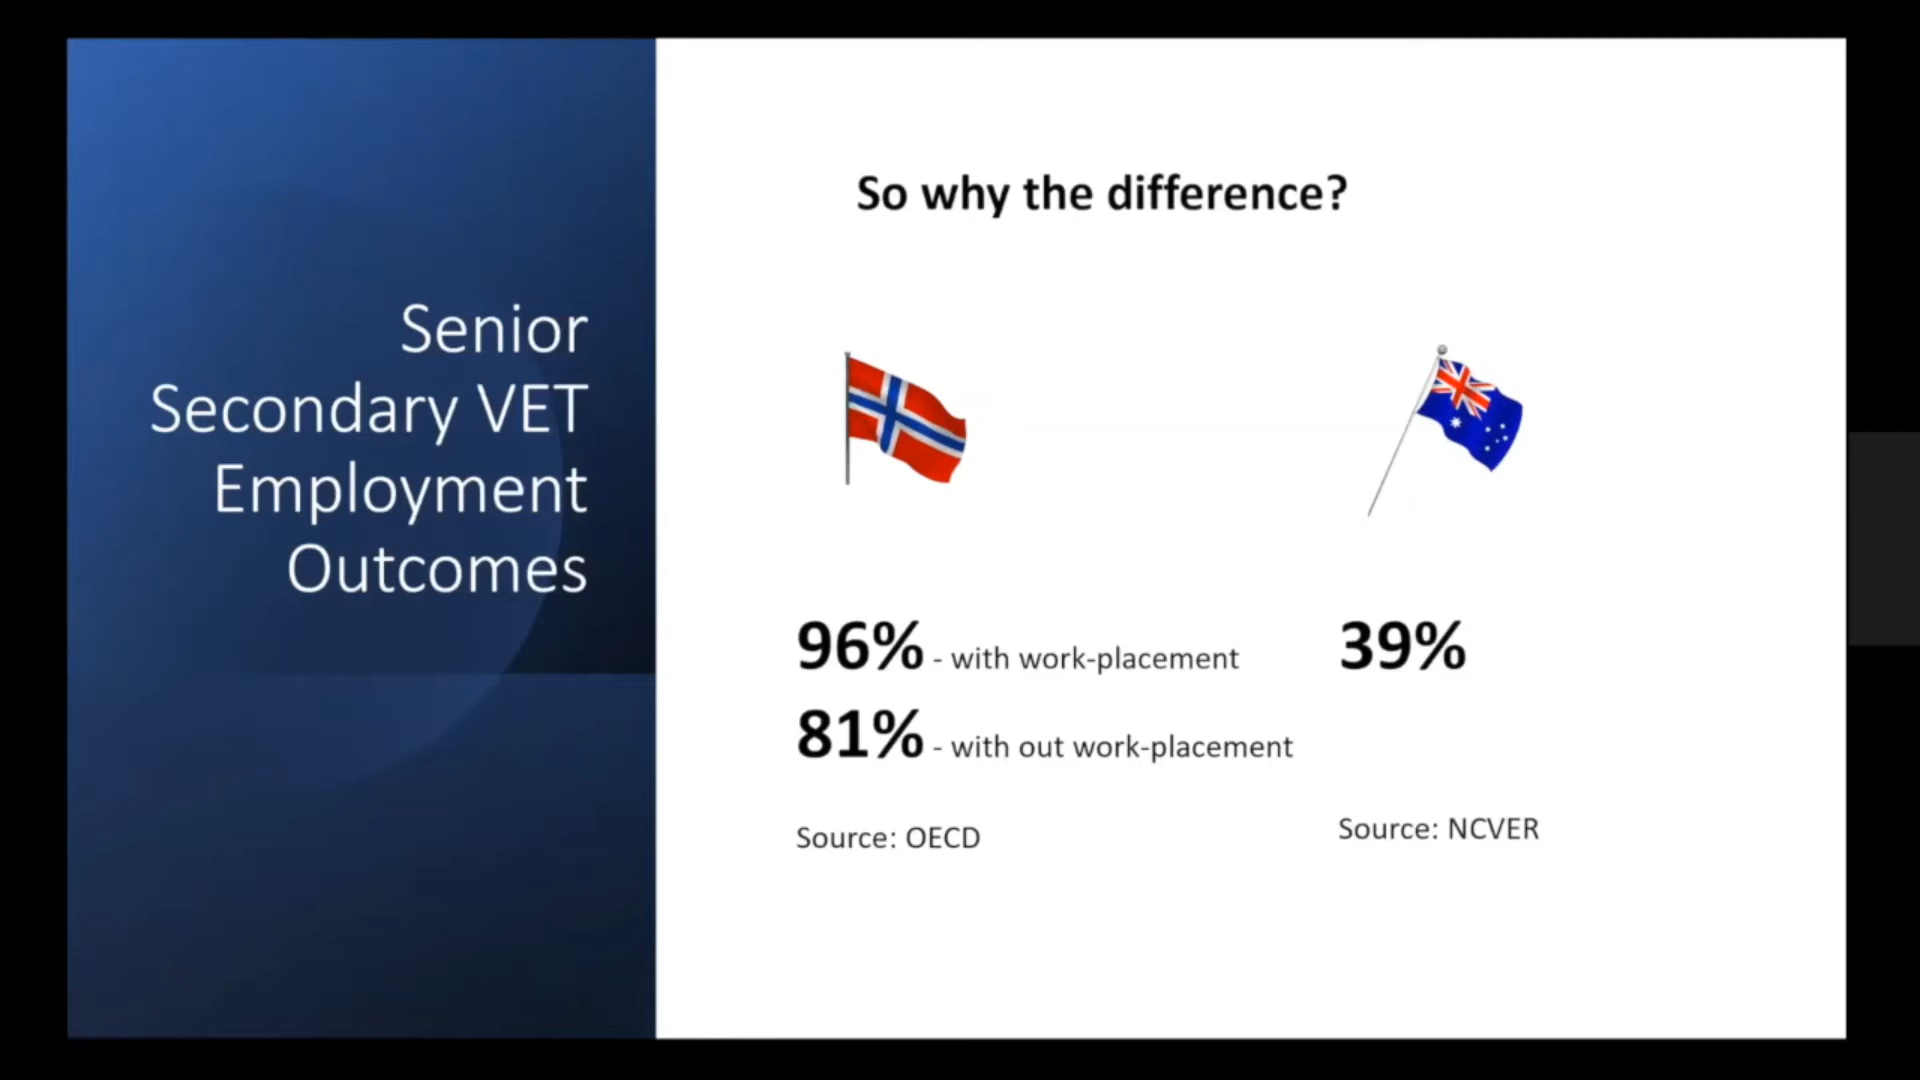 Senior
Secondary VET
Employment
Outcomes
So why the difference?
96% - with work-placement
81% - with out work-placement
Source: OECD
39%
Source: NCVER